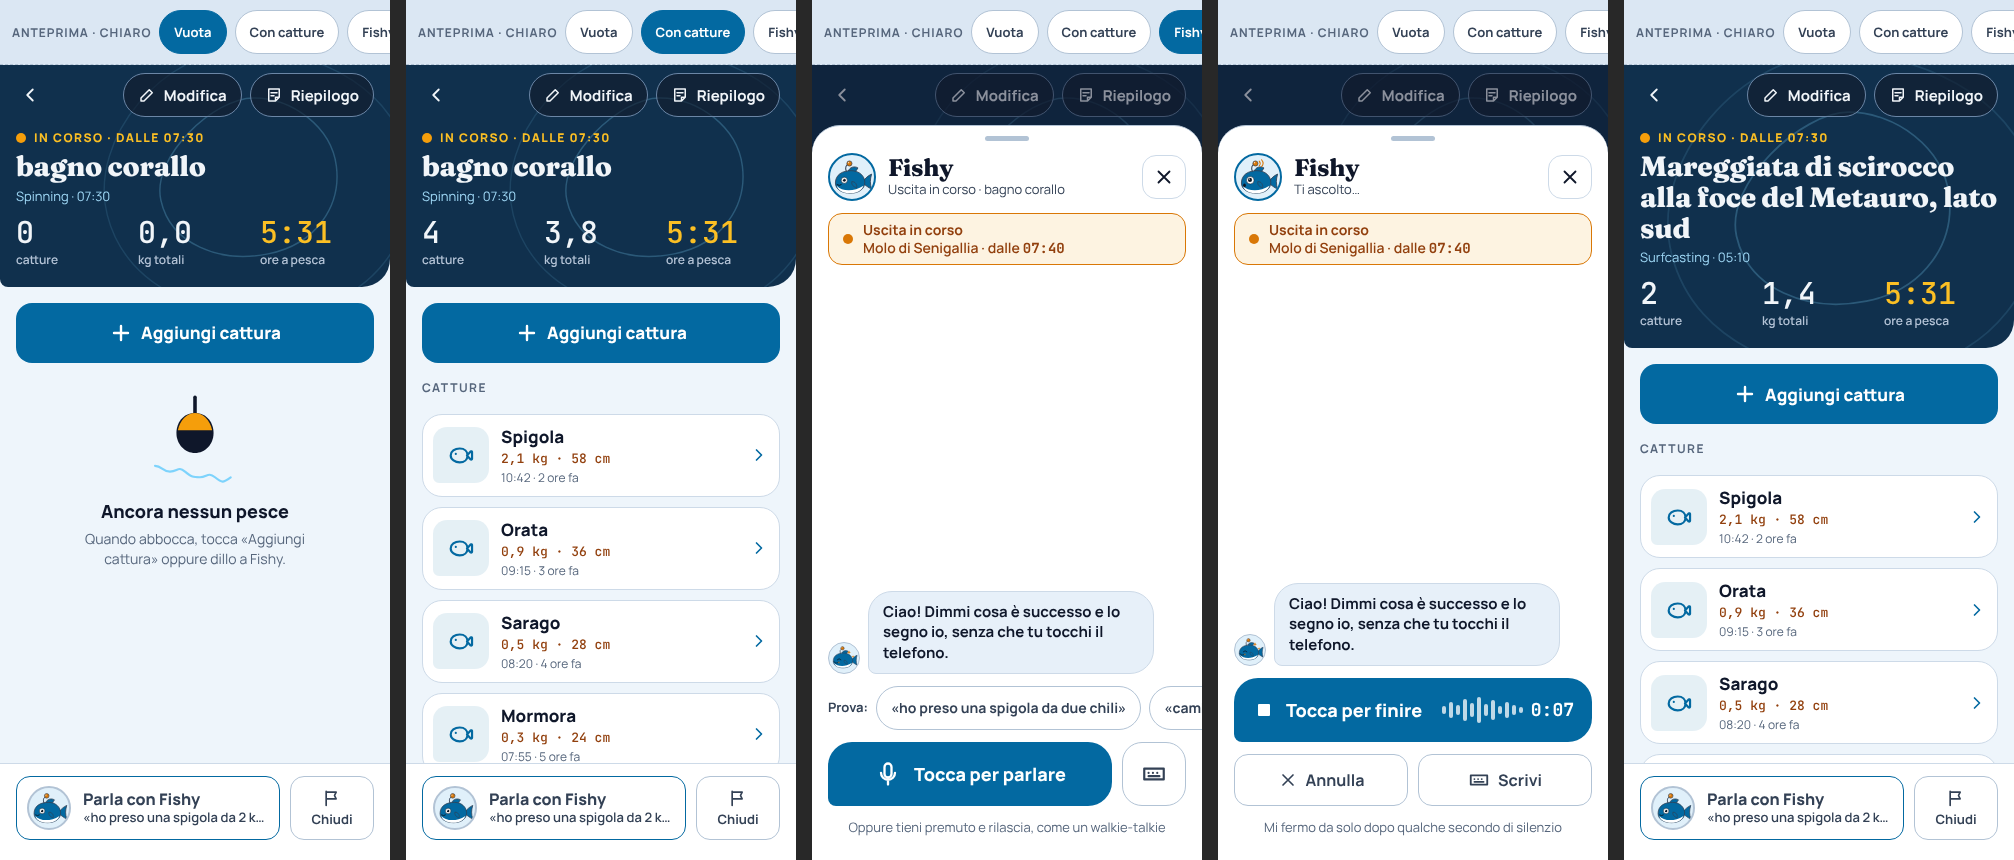 ANTEPRIMA · CHIARO
Vuota
Con catture
Fishy
Modifica
Riepilogo
IN CORSO · DALLE 07:30
bagno corallo
Spinning · 07:30
0
0,0
5:31
catture
kg totali
ore a pesca
Aggiungi cattura
Ancora nessun pesce
Quando abbocca, tocca «Aggiungi
cattura» oppure dillo a Fishy.
Parla con Fishy
«ho preso una spigola da 2 k...
Chiudi
ANTEPRIMA · CHIARO
Vuota
Con catture
Fishy
Modifica
Riepilogo
IN CORSO · DALLE 07:30
bagno corallo
Spinning · 07:30
4
3,8
5:31
catture
kg totali
ore a pesca
Aggiungi cattura
CATTURE
Spigola
2,1 kg · 58 cm
10:42 · 2 ore fa
Orata
0,9 kg · 36 cm
09:15 · 3 ore fa
Sarago
0,5 kg · 28 cm
08:20 · 4 ore fa
Mormora
0,3 kg · 24 cm
07:55 · 5 ore fa
Parla con Fishy
«ho preso una spigola da 2 k...
Chiudi
ANTEPRIMA · CHIARO
Vuota
Con catture
Fishy
Modifica
Riepilogo
Fishy
Uscita in corso · bagno corallo
Uscita in corso
Molo di Senigallia · dalle 07:40
Ciao! Dimmi cosa è successo e lo
segno io, senza che tu tocchi il
telefono.
Prova:
«ho preso una spigola da due chili»
«cam
Tocca per parlare
Oppure tieni premuto e rilascia, come un walkie-talkie
ANTEPRIMA · CHIARO
Vuota
Con catture
Fishy
Modifica
Riepilogo
Fishy
Ti ascolto...
Uscita in corso
Molo di Senigallia · dalle 07:40
Ciao! Dimmi cosa è successo e lo
segno io, senza che tu tocchi il
telefono.
Tocca per finire
0:07
Annulla
Scrivi
Mi fermo da solo dopo qualche secondo di silenzio
ANTEPRIMA · CHIARO
Vuota
Con catture
Fishy
Modifica
Riepilogo
IN CORSO · DALLE 07:30
Mareggiata di scirocco
alla foce del Metauro, lato
sud
Surfcasting · 05:10
2
1,4
5:31
catture
kg totali
ore a pesca
Aggiungi cattura
CATTURE
Spigola
2,1 kg · 58 cm
10:42 · 2 ore fa
Orata
0,9 kg · 36 cm
09:15 · 3 ore fa
Sarago
0,5 kg · 28 cm
08:20 · 4 ore fa
Parla con Fishy
«ho preso una spigola da 2 k...
Chiudi